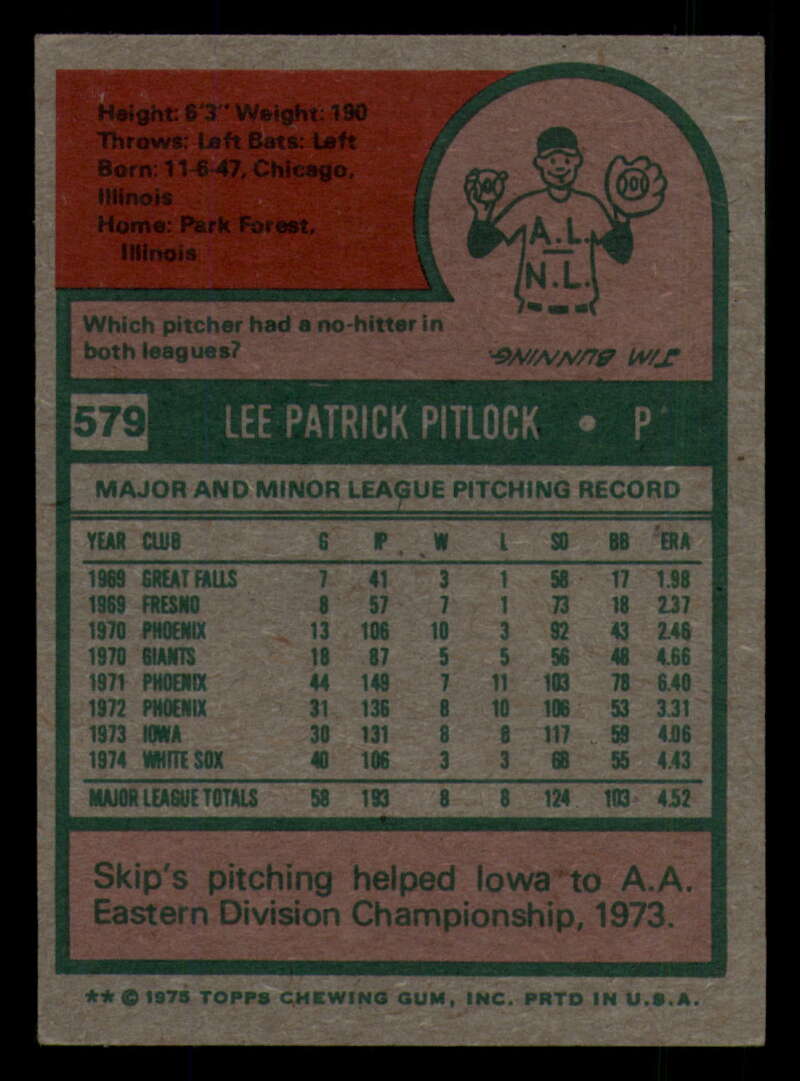 Height: 6'3" Weight: 190
Throws: Left Bats: Left
Born: 11-6-47, Chicago,
Illinois
Home: Park Forest,
Illinois
100 100
A.L.
N.L.
Which pitcher had a no-hitter in
both leagues?
JIM BUNNING
579 LEE PATRICK PITLOCK • P
MAJOR AND MINOR LEAGUE PITCHING RECORD
YEAR CLUB G IP W L SO BB ERA
1969 GREAT FALLS 7 41 3 1 58 17 1.98
1969 FRESNO 8 57 7 1 73 18 2.37
1970 PHOENIX 13 106 10 3 92 43 2.46
1970 GIANTS 18 87 5 5 56 48 4.66
1971 PHOENIX 44 149 7 11 103 78 6.40
1972 PHOENIX 31 136 8 10 106 53 3.31
1973 IOWA 30 131 8 8 117 59 4.06
1974 WHITE SOX 40 106 3 3 68 55 4.43
MAJOR LEAGUE TOTALS 58 193 8 8 124 103 4.52
Skip's pitching helped Iowa to A.A.
Eastern Division Championship, 1973.
** © 1975 TOPPS CHEWING GUM, INC. PRTD IN U.S.A.